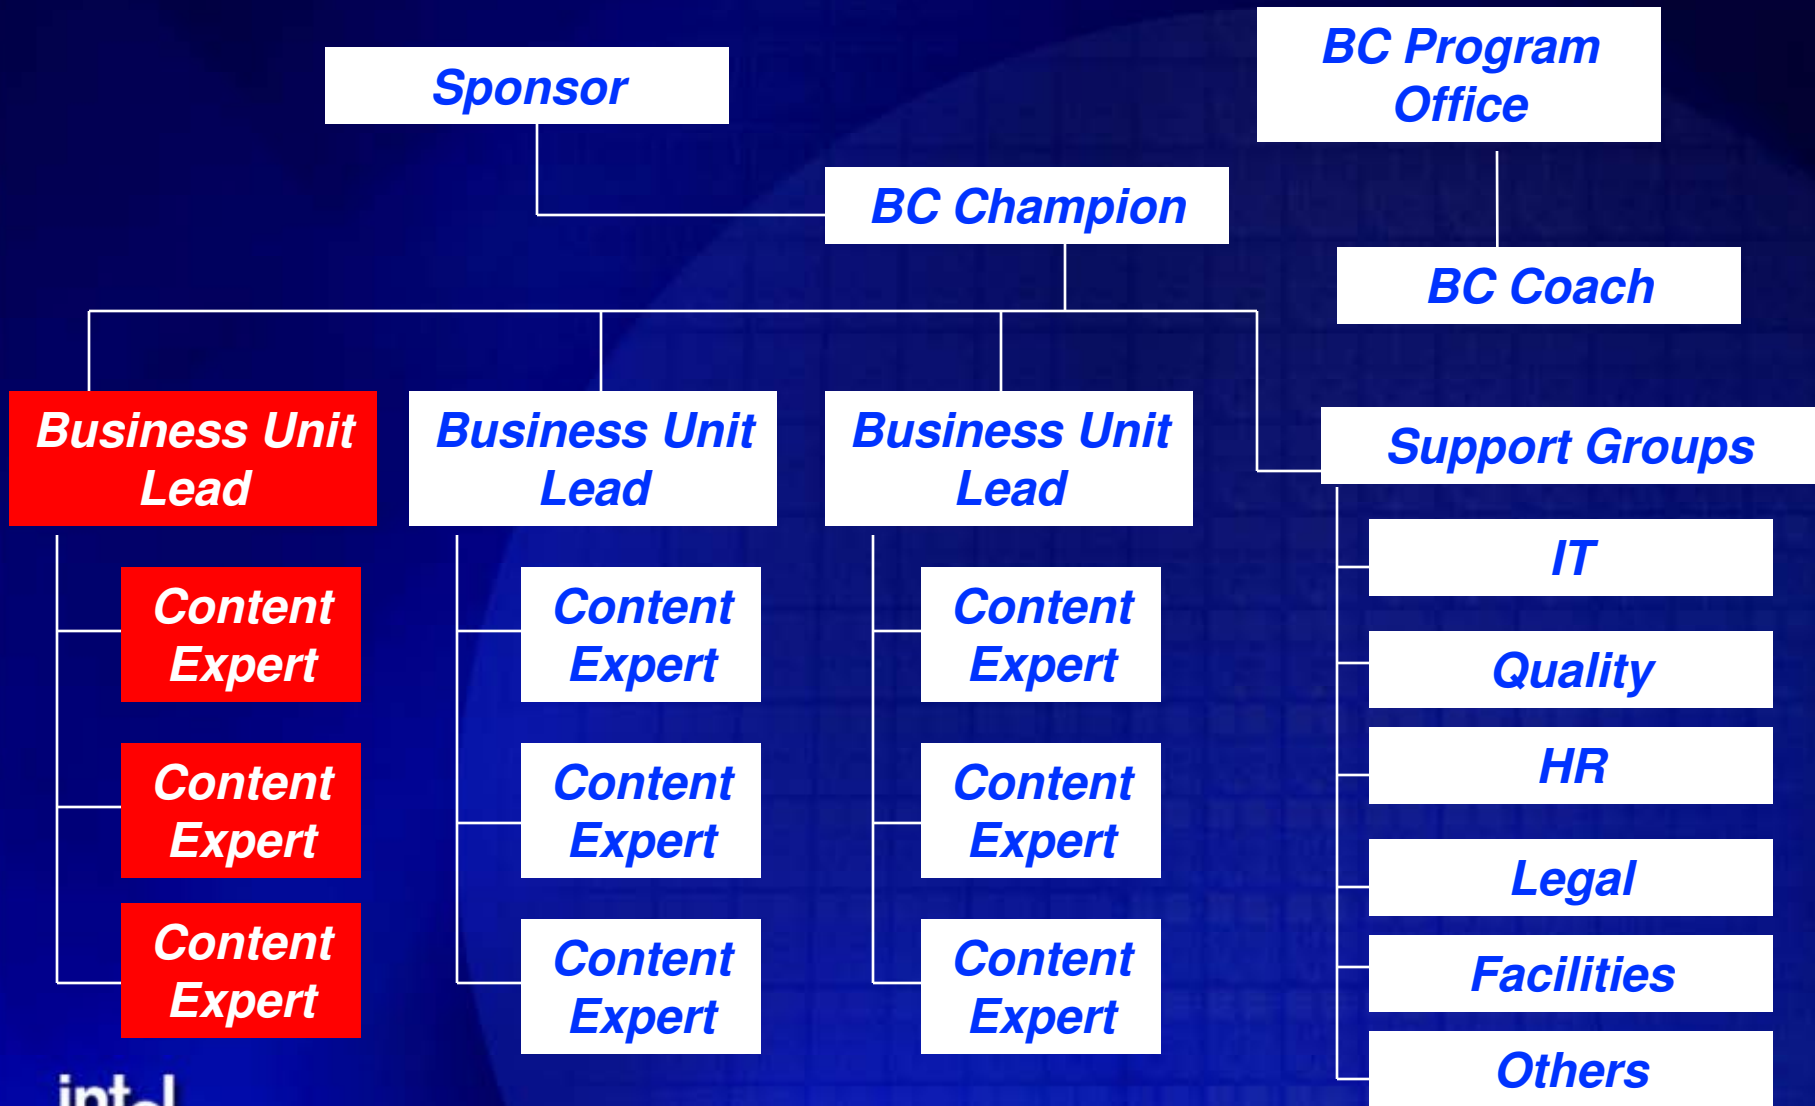 Sponsor
BC Program
Office
BC Champion
BC Coach
Business Unit
Lead
Content
Expert
Content
Expert
Content
Expert
Business Unit
Lead
Content
Expert
Content
Expert
Content
Expert
Business Unit
Lead
Content
Expert
Content
Expert
Content
Expert
Support Groups
IT
Quality
HR
Legal
Facilities
Others
intel